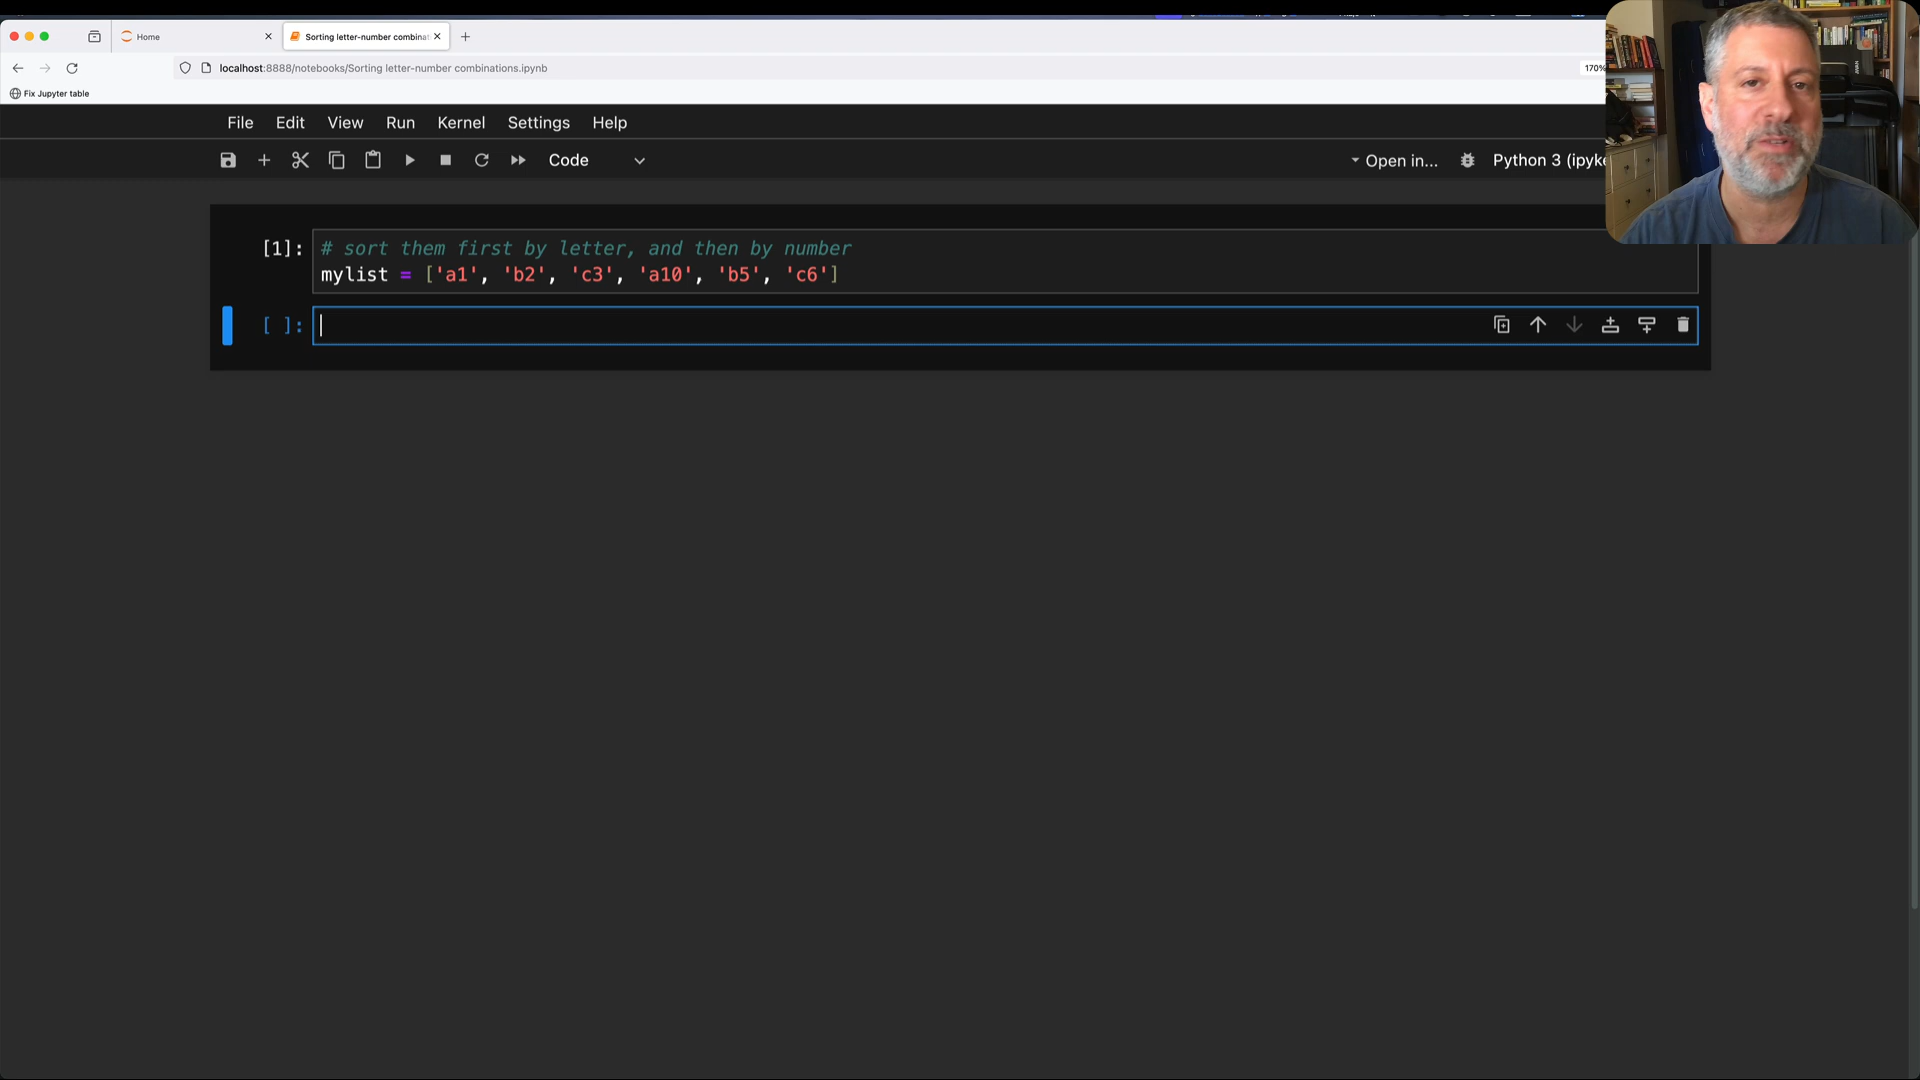 Home
Sorting letter-number combinat
localhost:8888/notebooks/Sorting letter-number combinations.ipynb
170%
Fix Jupyter table
File Edit View Run Kernel Settings Help
Code
Open in...
Python 3 (ipyke
[1]:
# sort them first by letter, and then by number
mylist = ['a1', 'b2', 'c3', 'a10', 'b5', 'c6']
[ ]: